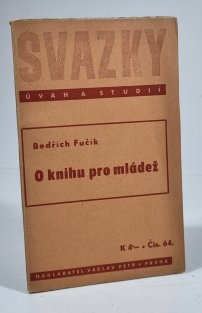 SVAZKY
ÚVAH A STUDIÍ
Bedřich Fučík
O knihu pro mládež
K 4·— • Čís. 64.
NAKLADATEL VÁCLAV PETR • PRAHA